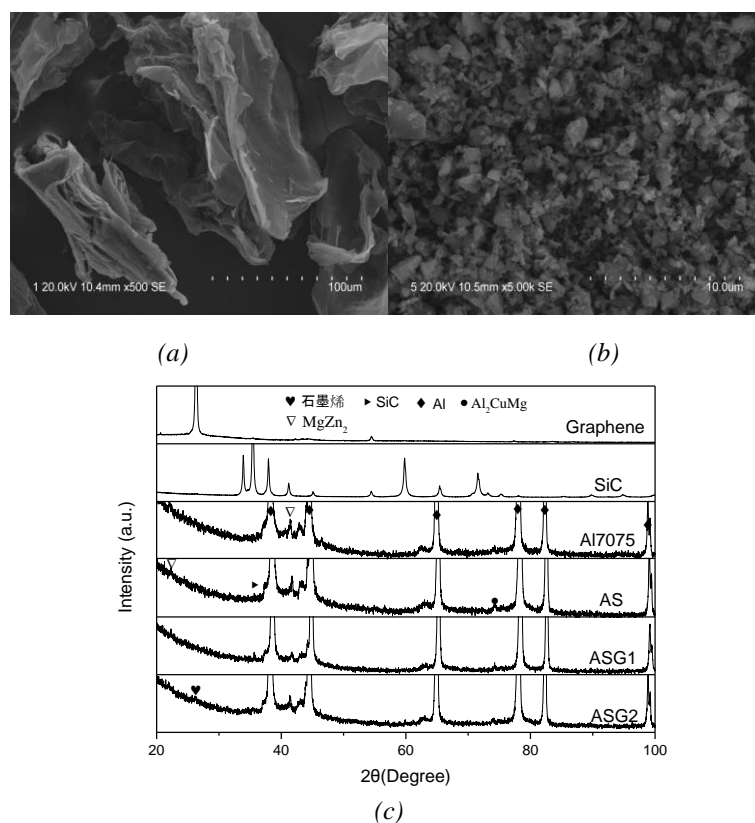 1 20.0kV 10.4mm x500 SE 100um
5 20.0kV 10.5mm x5.00k SE 10.0um
(a) (b)
♥ 石墨烯 ► SiC ♦ Al ● Al₂CuMg
▽ MgZn₂
Graphene
SiC
Al7075
AS
ASG1
ASG2
Intensity (a.u.)
20 40 60 80 100
2θ(Degree)
(c)